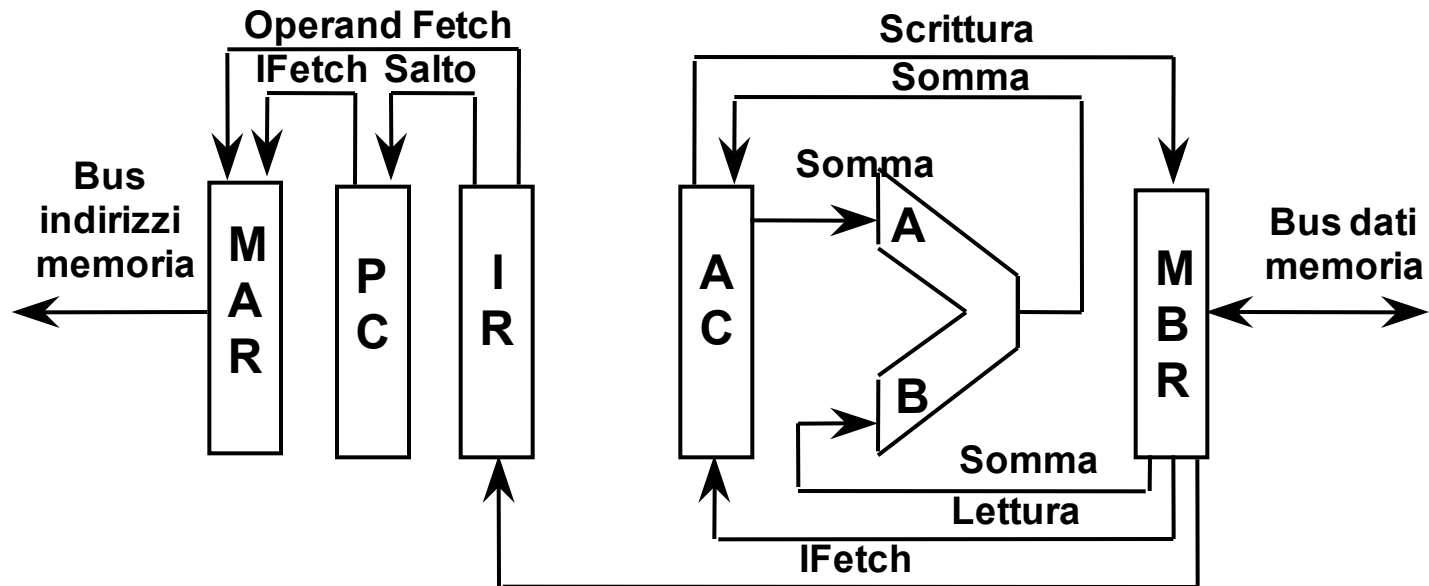 Operand Fetch
IFetch Salto
Scrittura
Somma
Somma
Bus
indirizzi
memoria
M
A
R
P
C
I
R
A
C
A
B
M
B
R
Bus dati
memoria
Somma
Lettura
IFetch